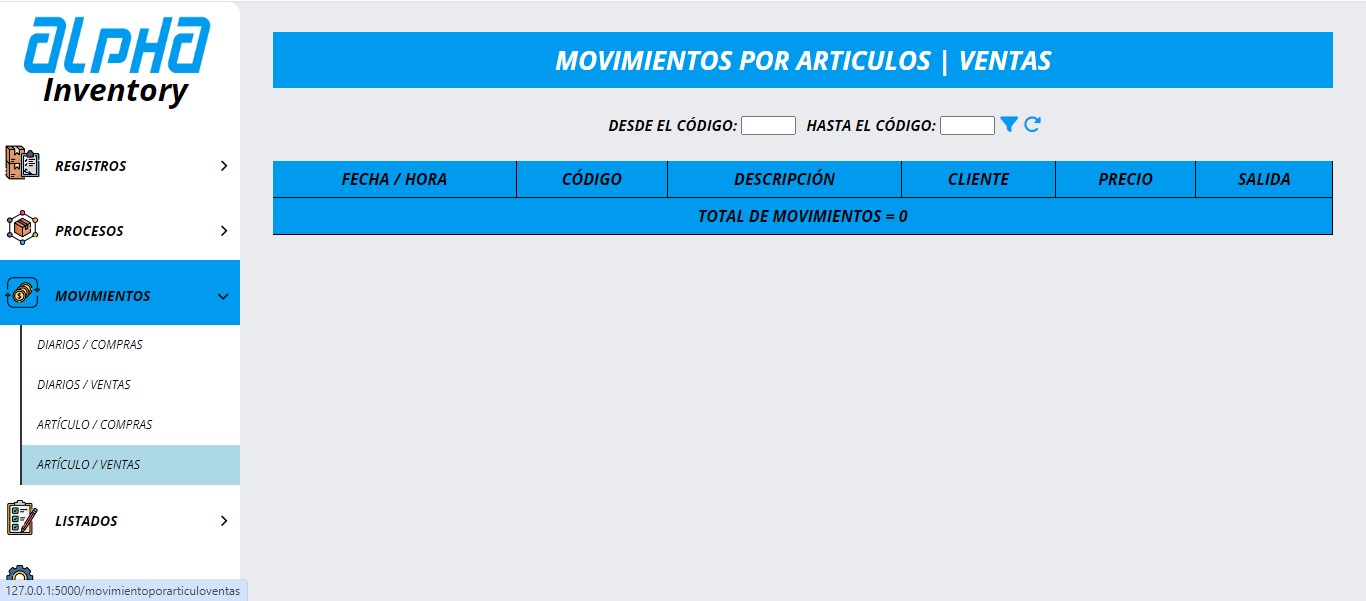 ALPHA
Inventory
REGISTROS
PROCESOS
MOVIMIENTOS
DIARIOS / COMPRAS
DIARIOS / VENTAS
ARTÍCULO / COMPRAS
ARTÍCULO / VENTAS
LISTADOS
127.0.0.1:5000/movimientoporarticuloventas
MOVIMIENTOS POR ARTICULOS | VENTAS
DESDE EL CÓDIGO: HASTA EL CÓDIGO:
FECHA / HORA CÓDIGO DESCRIPCIÓN CLIENTE PRECIO SALIDA
TOTAL DE MOVIMIENTOS = 0